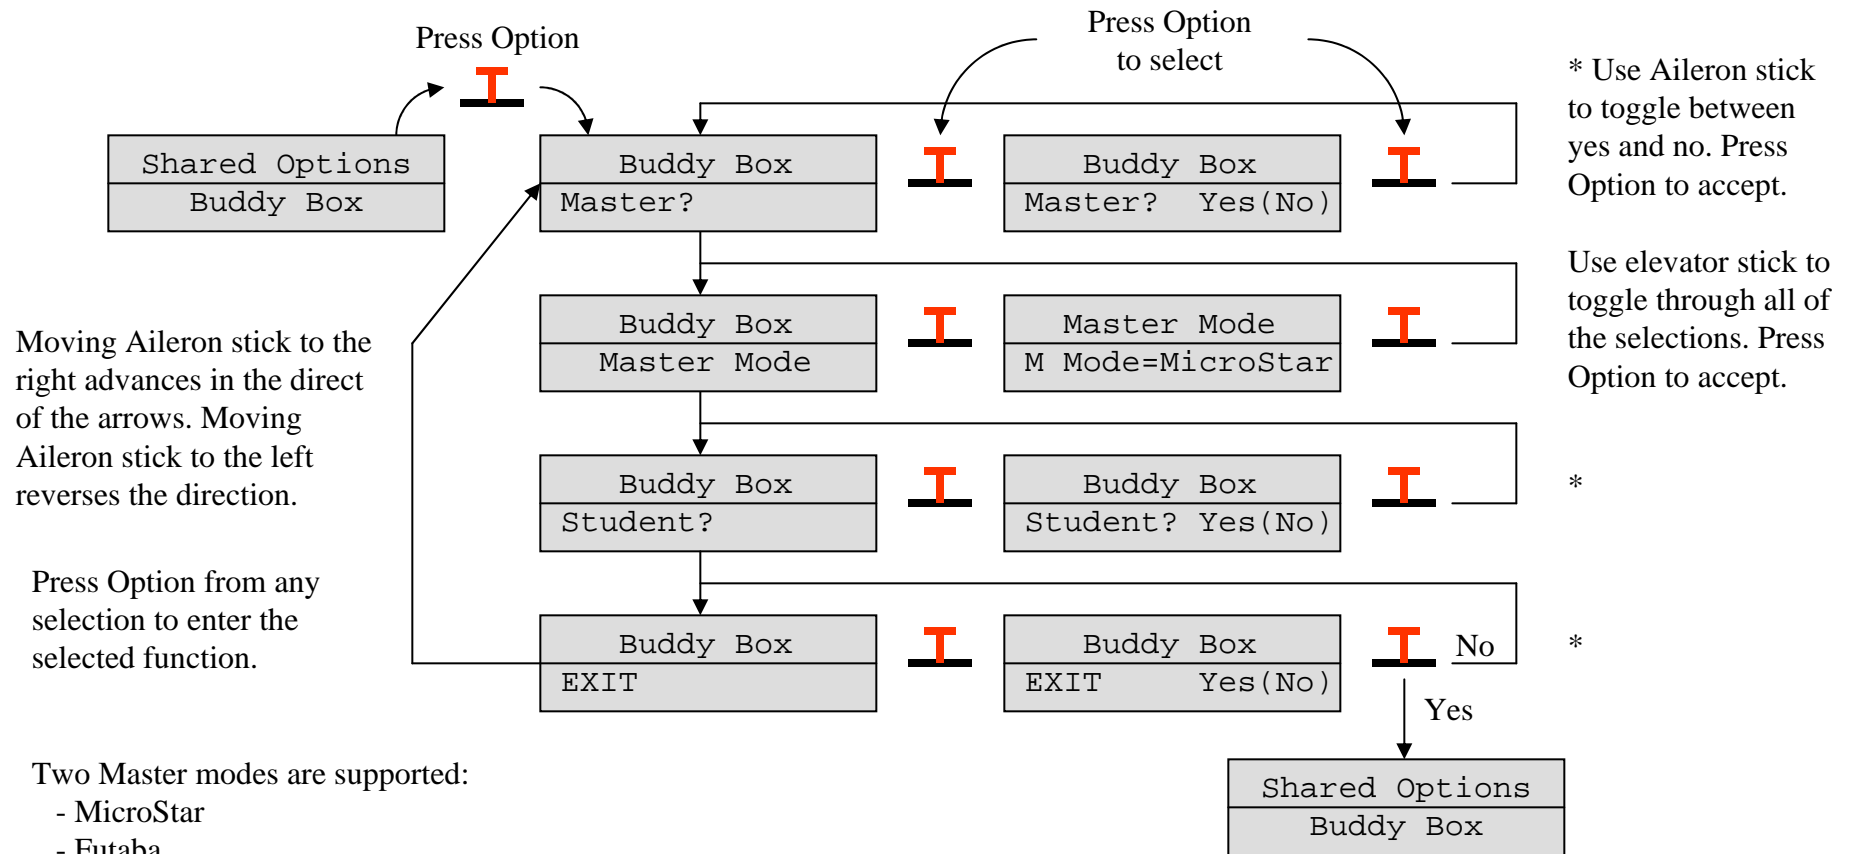 Press Option
Press Option
to select
* Use Aileron stick
to toggle between
yes and no. Press
Option to accept.
Shared Options
Buddy Box
Buddy Box
Master?
Buddy Box
Master? Yes(No)
Use elevator stick to
toggle through all of
the selections. Press
Option to accept.
Buddy Box
Master Mode
Master Mode
M Mode=MicroStar
Moving Aileron stick to the
right advances in the direct
of the arrows. Moving
Aileron stick to the left
reverses the direction.
Buddy Box
Student?
Buddy Box
Student? Yes(No)
*
Press Option from any
selection to enter the
selected function.
Buddy Box
EXIT
Buddy Box
EXIT Yes(No)
No
*
Yes
Two Master modes are supported:
- MicroStar
- Futaba
Shared Options
Buddy Box